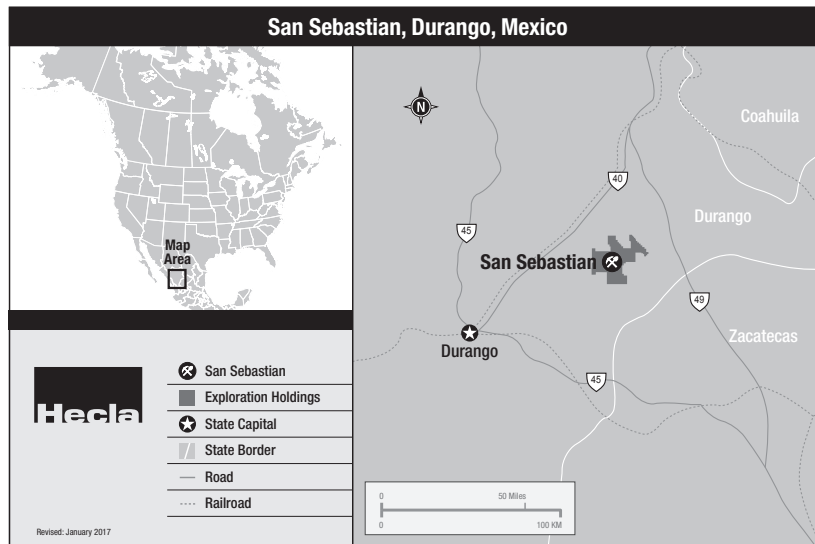 San Sebastian, Durango, Mexico
Map
Area
Hecla
San Sebastian
Exploration Holdings
State Capital
State Border
Road
Railroad
Revised: January 2017
N
Coahuila
40
Durango
45
San Sebastian
49
Zacatecas
Durango
45
0 50 Miles
0 100 KM